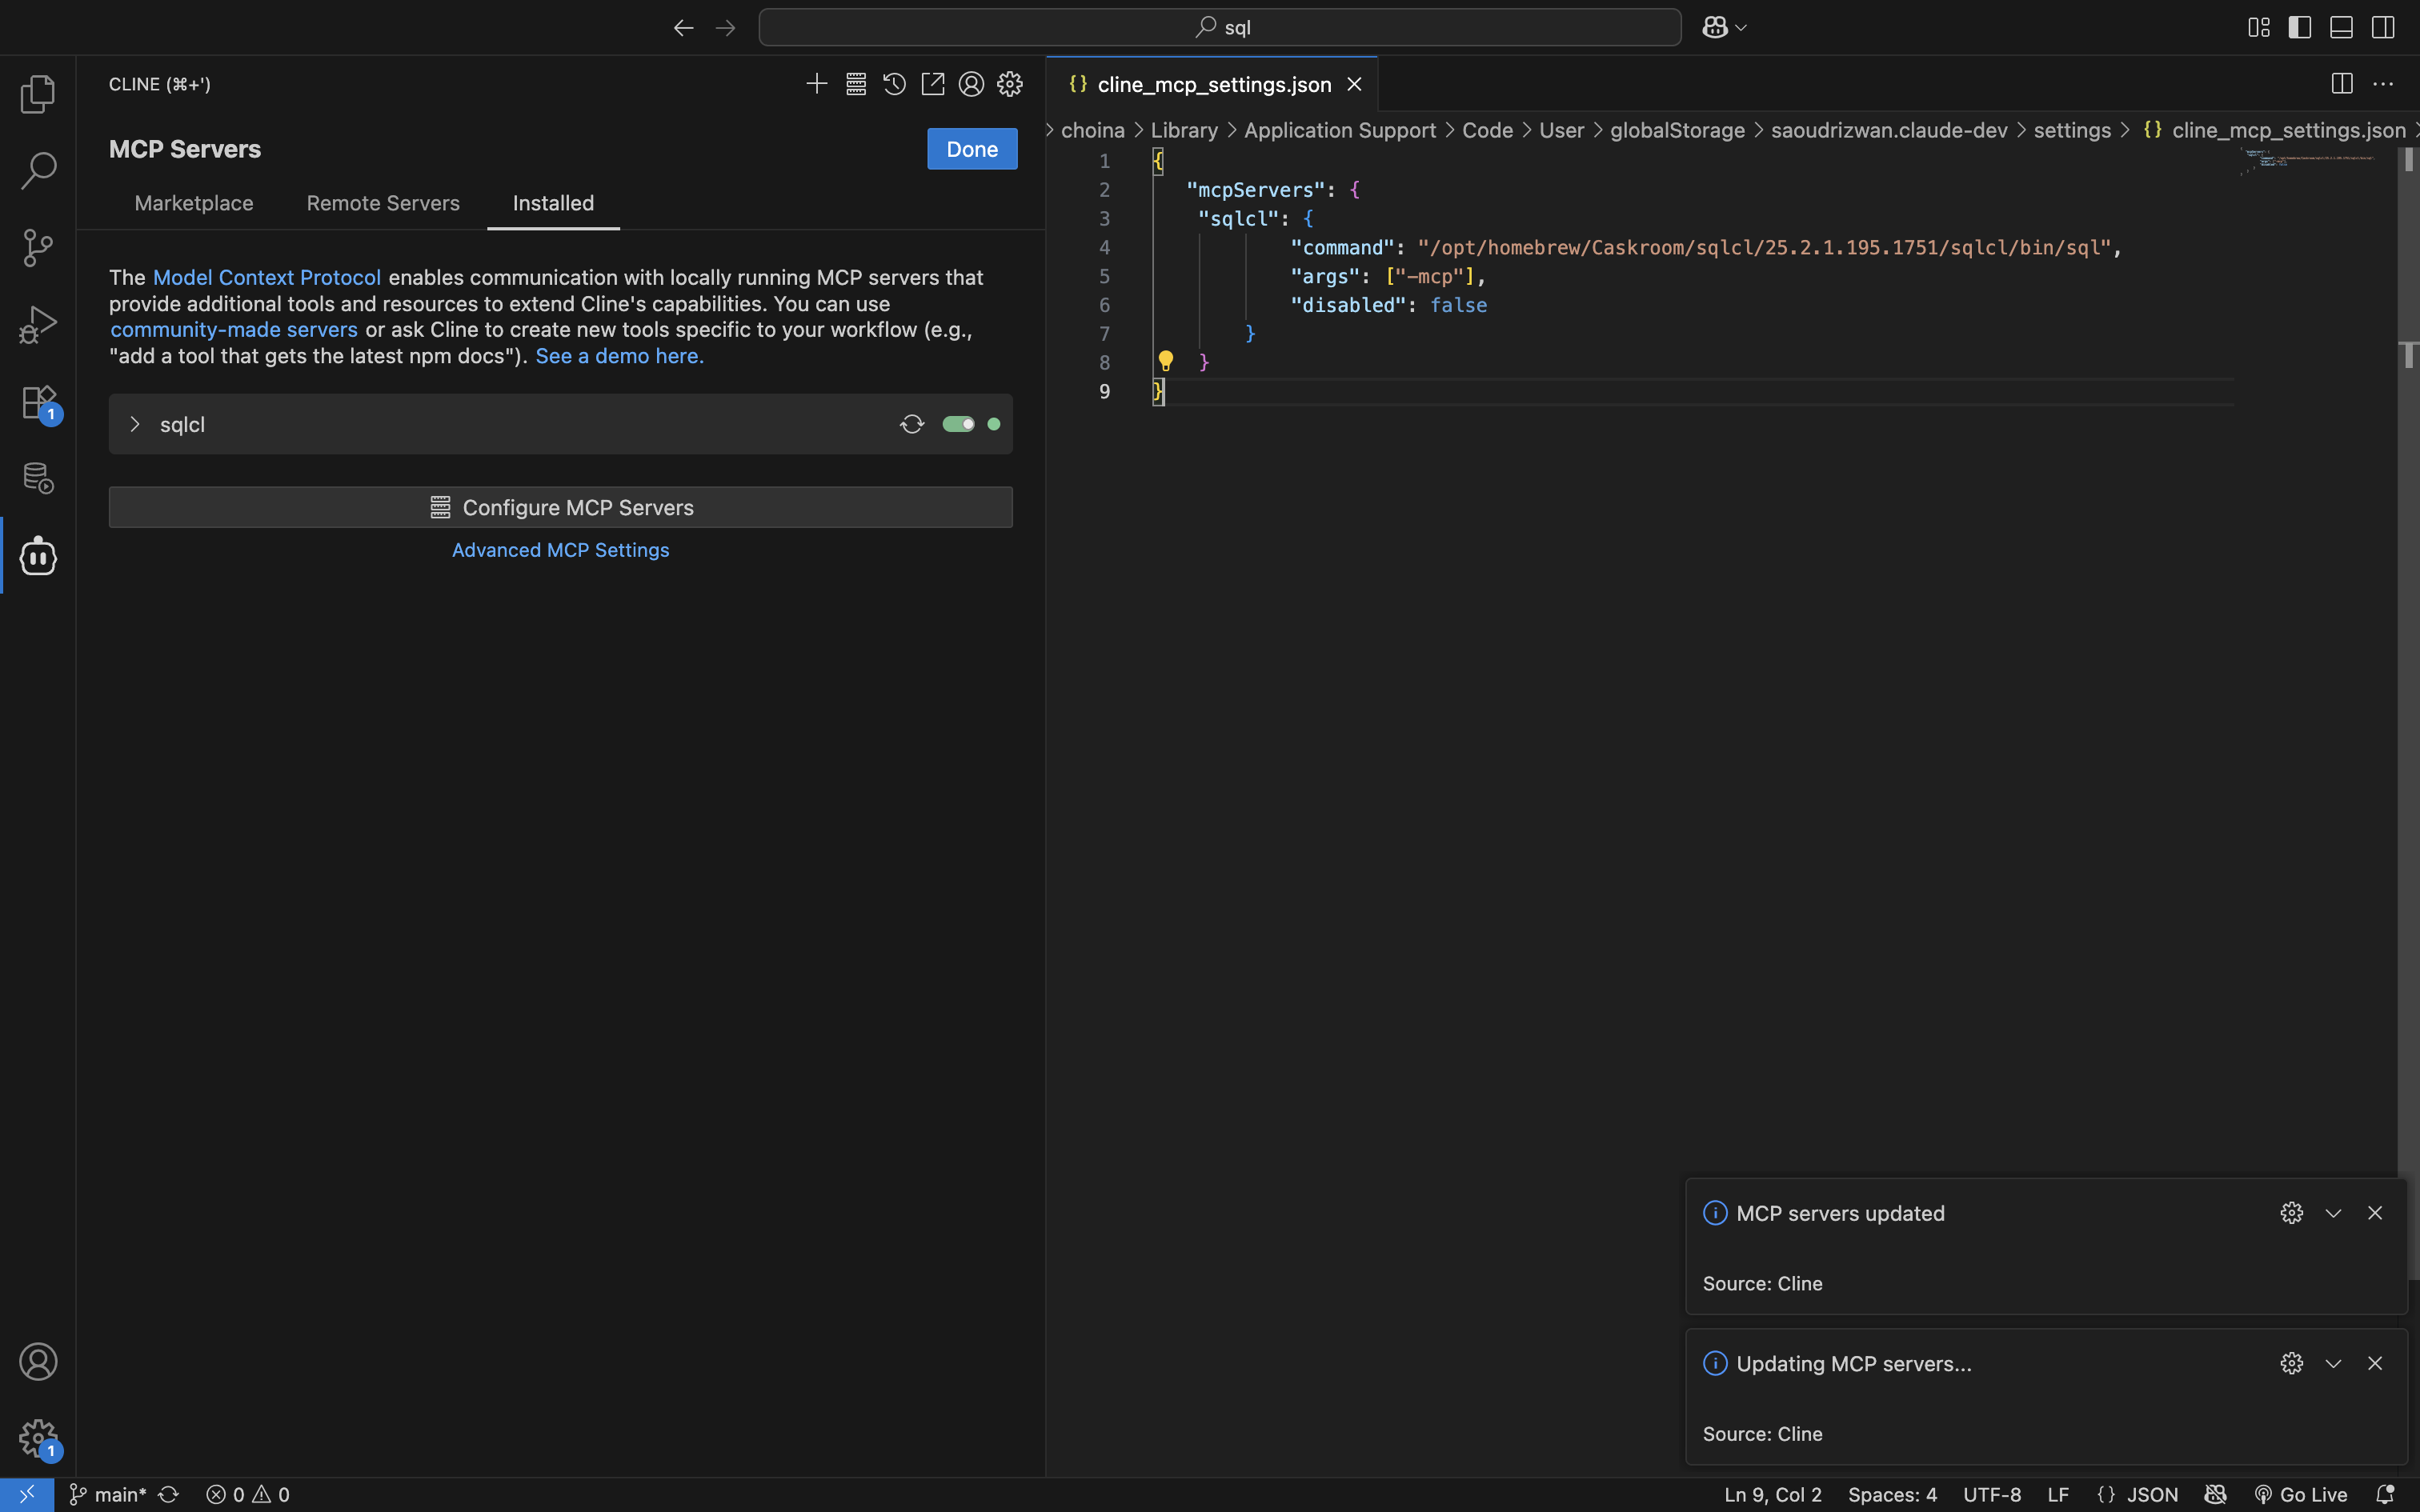 sql
CLINE (⌘+')
MCP Servers
Done
Marketplace
Remote Servers
Installed
The Model Context Protocol enables communication with locally running MCP servers that
provide additional tools and resources to extend Cline's capabilities. You can use
community-made servers or ask Cline to create new tools specific to your workflow (e.g.,
"add a tool that gets the latest npm docs"). See a demo here.
sqlcl
Configure MCP Servers
Advanced MCP Settings
1
1
{} cline_mcp_settings.json
choina > Library > Application Support > Code > User > globalStorage > saoudrizwan.claude-dev > settings > {} cline_mcp_settings.json
1 {
2 "mcpServers": {
3 "sqlcl": {
4 "command": "/opt/homebrew/Caskroom/sqlcl/25.2.1.195.1751/sqlcl/bin/sql",
5 "args": ["-mcp"],
6 "disabled": false
7 }
8 }
9 }
MCP servers updated
Source: Cline
Updating MCP servers...
Source: Cline
main* 0 0
Ln 9, Col 2 Spaces: 4 UTF-8 LF {} JSON Go Live